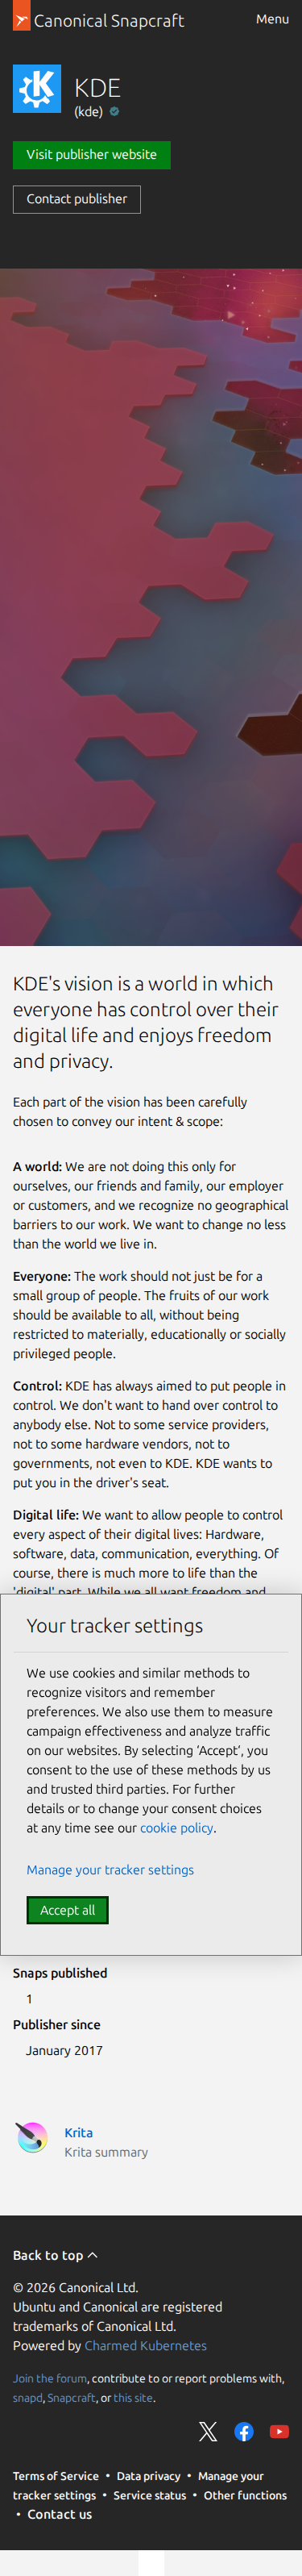 Canonical Snapcraft
Menu
KDE
(kde)
Visit publisher website
Contact publisher
KDE's vision is a world in which
everyone has control over their
digital life and enjoys freedom
and privacy.
Each part of the vision has been carefully
chosen to convey our intent & scope:
A world: We are not doing this only for
ourselves, our friends and family, our employer
or customers, and we recognize no geographical
barriers to our work. We want to change no less
than the world we live in.
Everyone: The work should not just be for a
small group of people. The fruits of our work
should be available to all, without being
restricted to materially, educationally or socially
privileged people.
Control: KDE has always aimed to put people in
control. We don't want to hand over control to
anybody else. Not to some service providers,
not to some hardware vendors, not to
governments, not even to KDE. KDE wants to
put you in the driver's seat.
Digital life: We want to allow people to control
every aspect of their digital lives: Hardware,
software, data, communication, everything. Of
course, there is much more to life than the
'digital' part. While we all want freedom and
Your tracker settings
We use cookies and similar methods to
recognize visitors and remember
preferences. We also use them to measure
campaign effectiveness and analyze traffic
on our websites. By selecting ‘Accept‘, you
consent to the use of these methods by us
and trusted third parties. For further
details or to change your consent choices
at any time see our cookie policy.
Manage your tracker settings
Accept all
Snaps published
1
Publisher since
January 2017
Krita
Krita summary
Back to top
© 2026 Canonical Ltd.
Ubuntu and Canonical are registered
trademarks of Canonical Ltd.
Powered by Charmed Kubernetes
Join the forum, contribute to or report problems with,
snapd, Snapcraft, or this site.
Terms of Service • Data privacy • Manage your
tracker settings • Service status • Other functions
• Contact us